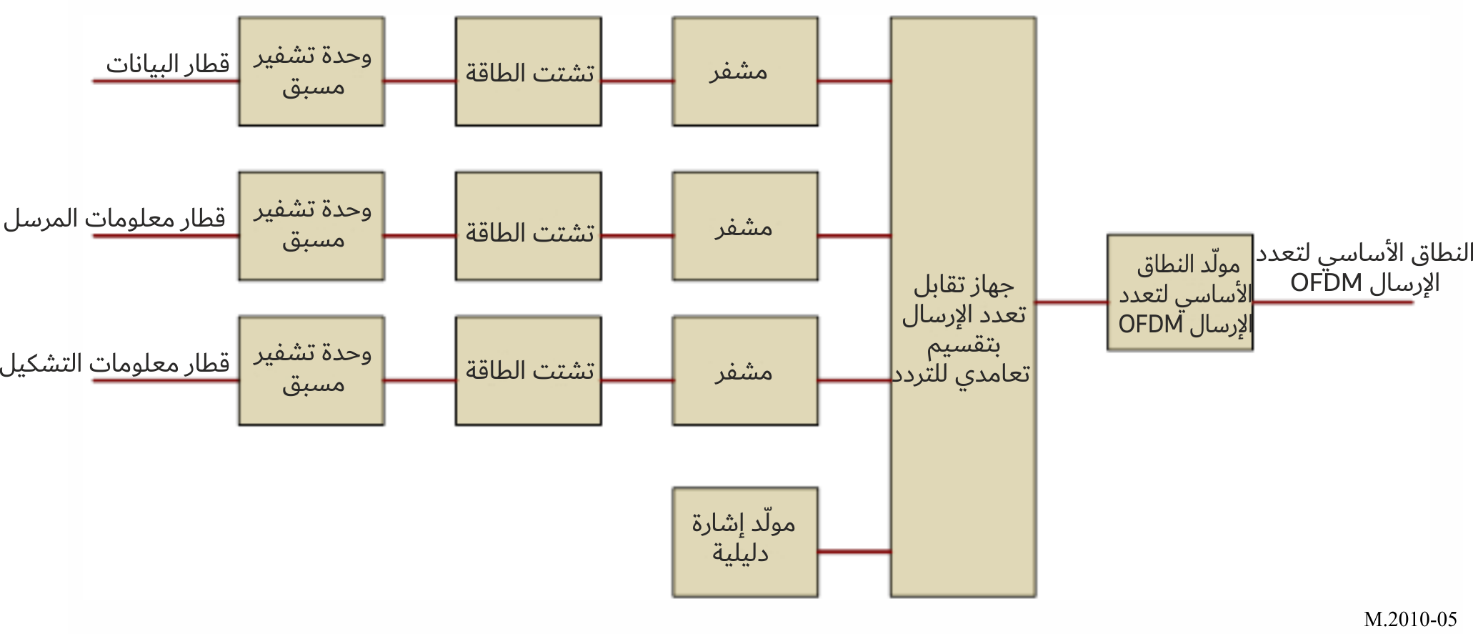 قطار البيانات
وحدة تشفير
مسبق
تشتت الطاقة
مشفر
قطار معلومات المرسل
وحدة تشفير
مسبق
تشتت الطاقة
مشفر
قطار معلومات التشكيل
وحدة تشفير
مسبق
تشتت الطاقة
مشفر
مولّد إشارة
دليلية
جهاز تقابل
تعدد الإرسال
بتقسيم
تعامدي للتردد
مولّد النطاق
الأساسي لتعدد
الإرسال OFDM
النطاق الأساسي لتعدد
الإرسال OFDM
M.2010-05